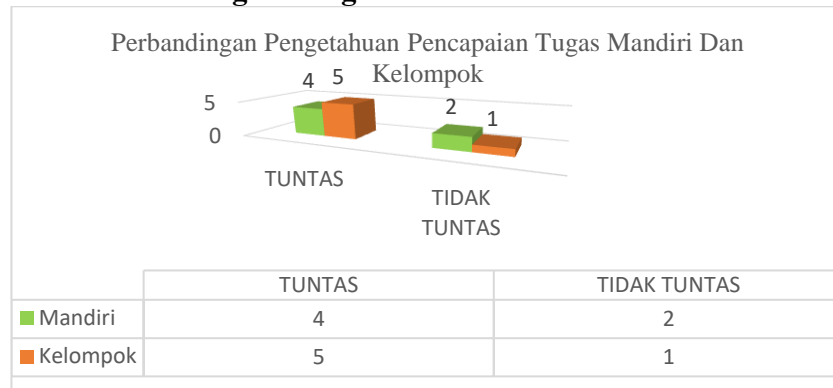 Perbandingan Pengetahuan Pencapaian Tugas Mandiri Dan
Kelompok
4 5
2 1
5
0
TUNTAS
TIDAK
TUNTAS
TUNTAS TIDAK TUNTAS
Mandiri 4 2
Kelompok 5 1